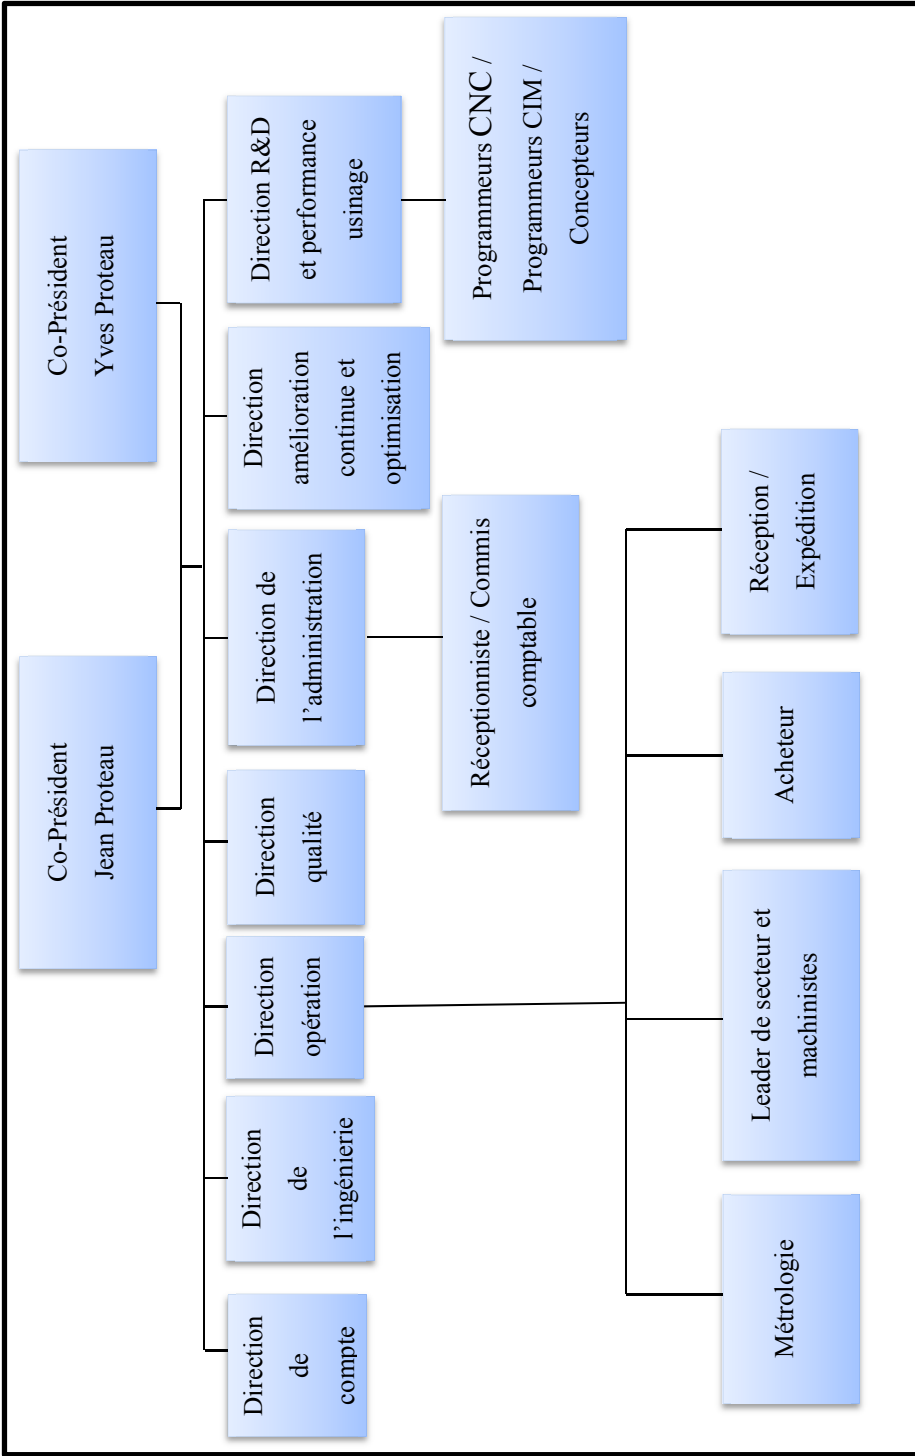 Co-Président
Jean Proteau
Co-Président
Yves Proteau
Direction
de
compte
Direction
de
l’ingénierie
Direction
opération
Direction
qualité
Direction de
l’administration
Direction
amélioration
continue et
optimisation
Direction R&D
et performance
usinage
Réceptionniste / Commis
comptable
Programmeurs CNC /
Programmeurs CIM /
Concepteurs
Métrologie
Leader de secteur et
machinistes
Acheteur
Réception /
Expédition